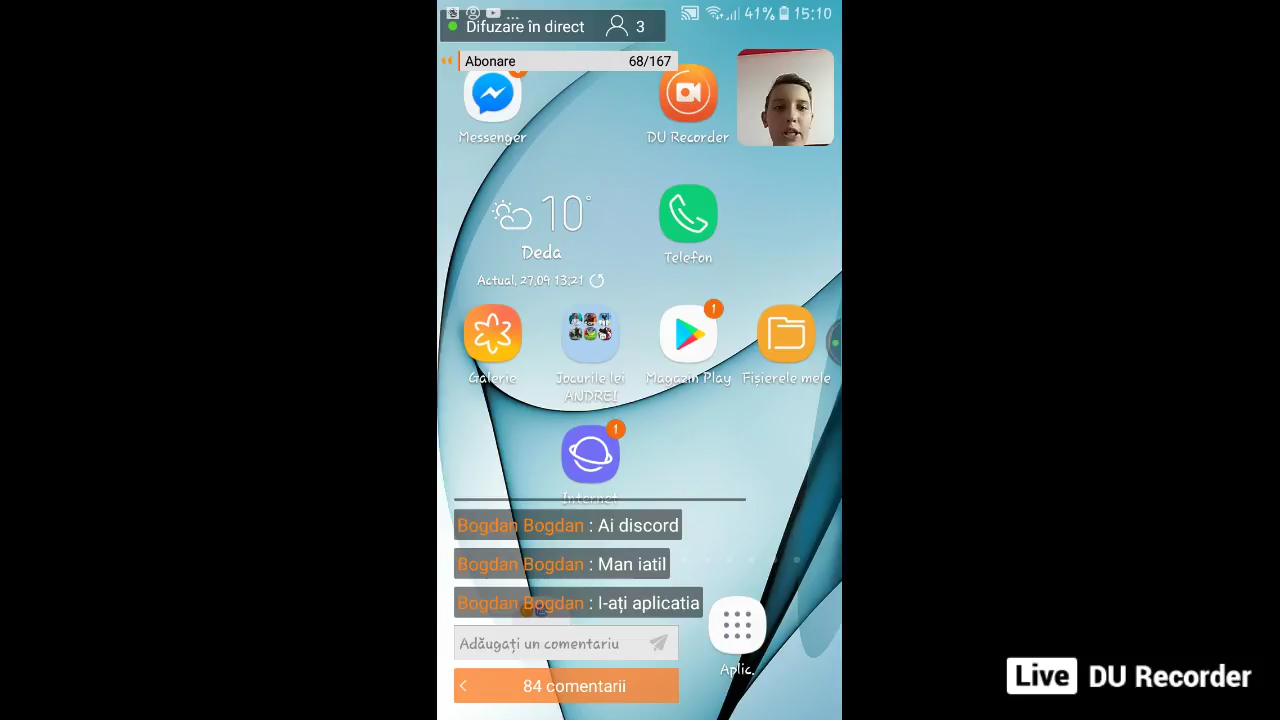 Difuzare în direct 3
41% 15:10
Abonare 68/167
Messenger
DU Recorder
10°
Deda
Actual. 27.09 13:21
Telefon
1
Galerie
Jocurile lei ANDREI
Magazin Play
Fișierele mele
1
Internet
Bogdan Bogdan : Ai discord
Bogdan Bogdan : Man iatil
Bogdan Bogdan : I-ați aplicatia
Adăugați un comentariu
Aplic.
84 comentarii
Live DU Recorder